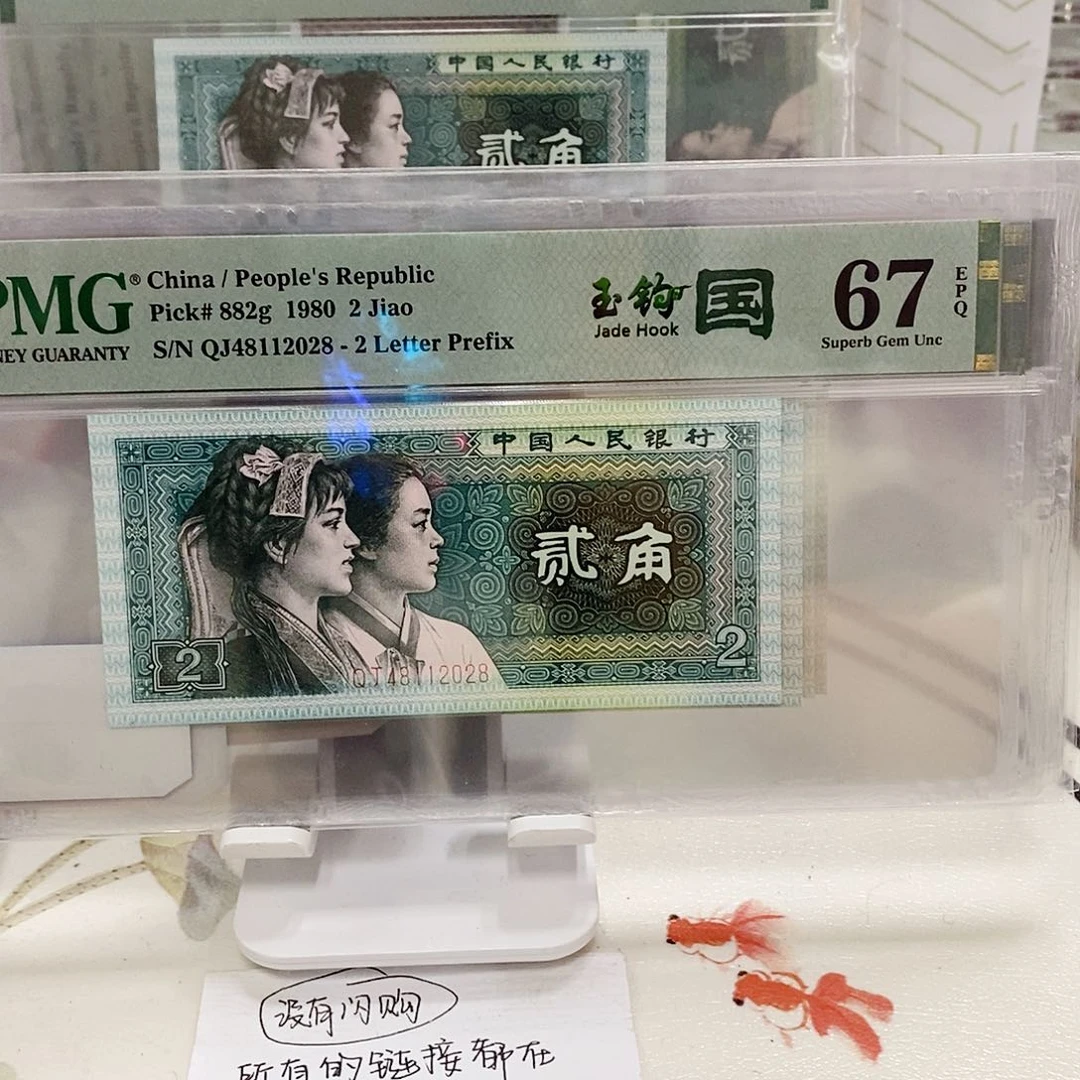 中国人民银行
贰角
PMG®
China / People's Republic
Pick# 882g 1980 2 Jiao
S/N QJ48112028 - 2 Letter Prefix
NEY GUARANTY
玉钩国
Jade Hook
67
EPQ
Superb Gem Unc
中国人民银行
贰角
2
2
QJ48112028
没有闪购
所有的链接都在